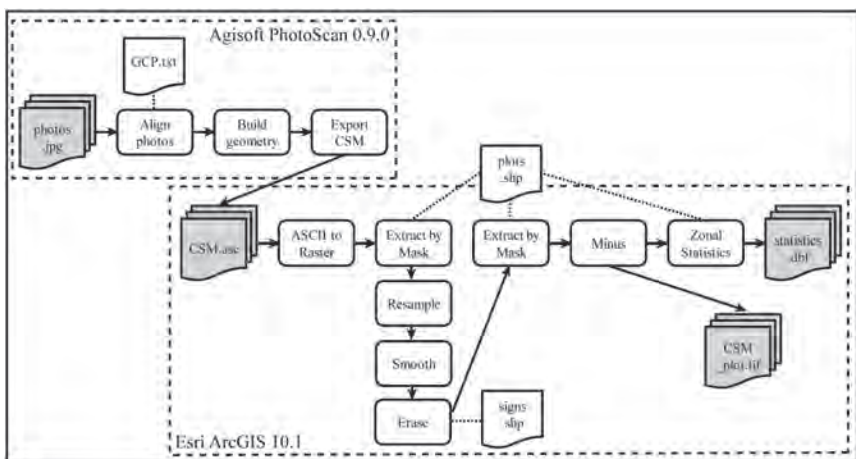 Agisoft PhotoScan 0.9.0
GCP.txt
photos
.jpg
Align
photos
Build
geometry
Export
CSM
plots
.shp
CSM.asc
ASCII to
Raster
Extract by
Mask
Extract by
Mask
Minus
Zonal
Statistics
statistics
.dbf
Resample
Smooth
CSM
_plot.tif
Erase
signs
.shp
Esri ArcGIS 10.1